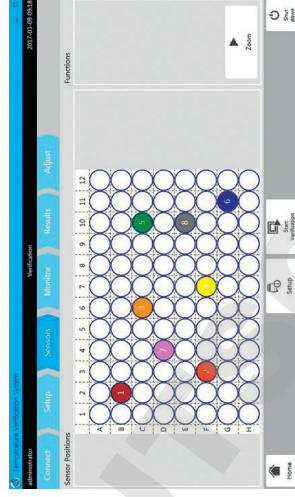 Temperature Verification System
administrator Verification 2017-03-09 09:18
Connect Setup Sensors Monitor Results Adjust
Sensor Positions Functions
1 2 3 4 5 6 7 8 9 10 11 12
A
B 1
C 3 5
D 7
E 8
F 2 4
G 6
H
Zoom
Home Setup Start Verification Shut down